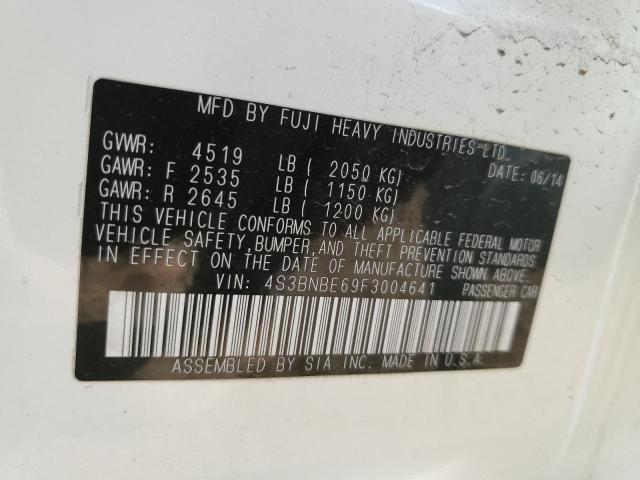 MFD BY FUJI HEAVY INDUSTRIES LTD.
GVWR: 4519 LB ( 2050 KG) DATE: 06/14
GAWR: F 2535 LB ( 1150 KG)
GAWR: R 2645 LB ( 1200 KG)
THIS VEHICLE CONFORMS TO ALL APPLICABLE FEDERAL MOTOR
VEHICLE SAFETY, BUMPER, AND THEFT PREVENTION STANDARDS
IN EFFECT ON THE DATE OF MANUFACTURE SHOWN ABOVE.
VIN: 4S3BNBE69F3004641 PASSENGER CAR
ASSEMBLED BY SIA INC. MADE IN U.S.A.